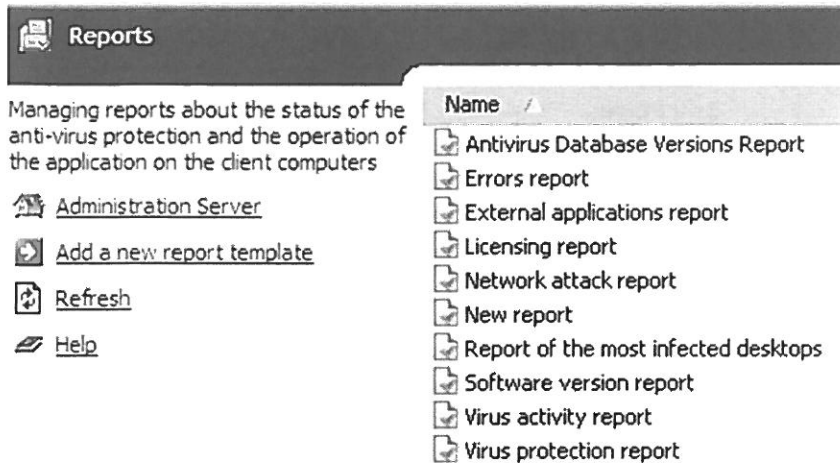 Reports
Managing reports about the status of the
anti-virus protection and the operation of
the application on the client computers
Administration Server
Add a new report template
Refresh
Help
Name
Antivirus Database Versions Report
Errors report
External applications report
Licensing report
Network attack report
New report
Report of the most infected desktops
Software version report
Virus activity report
Virus protection report